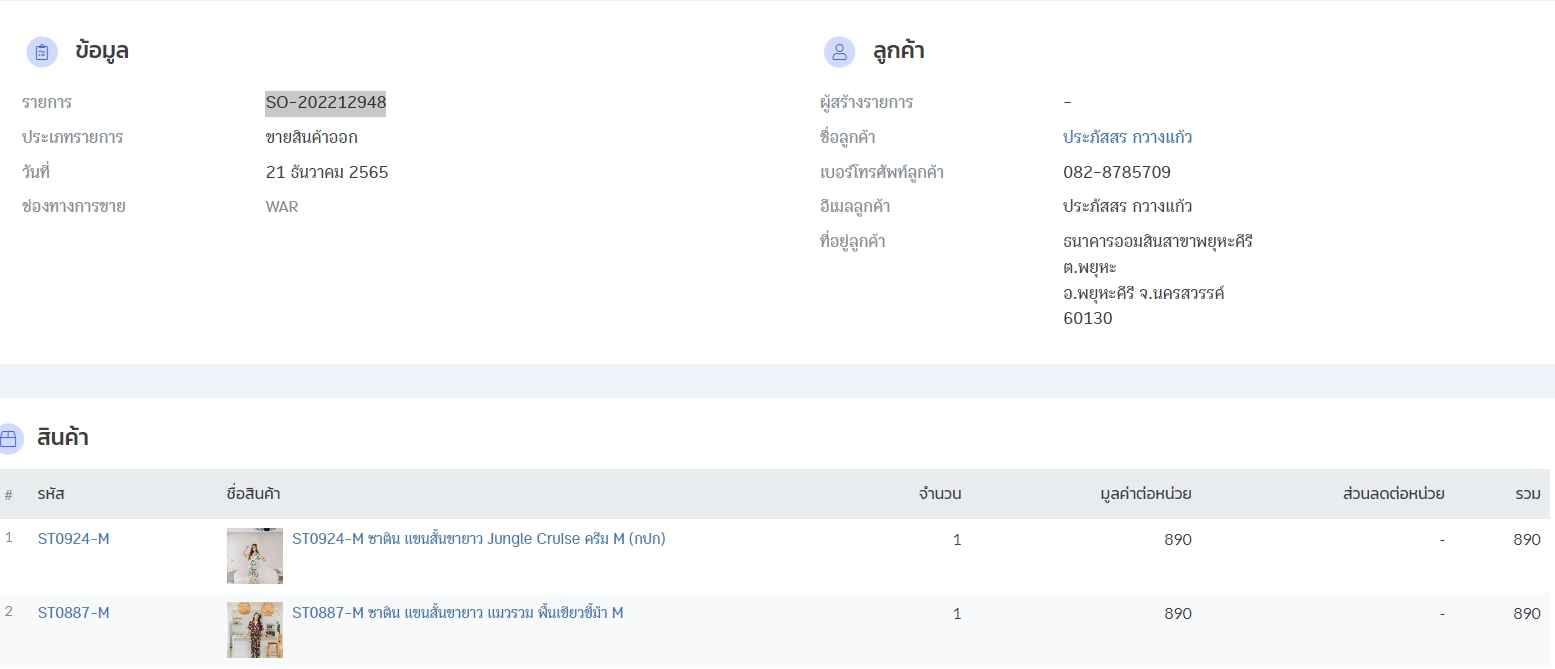 ข้อมูล
รายการ SO-202212948
ประเภทรายการ ขายสินค้าออก
วันที่ 21 ธันวาคม 2565
ช่องทางการขาย WAR
ลูกค้า
ผู้สร้างรายการ -
ชื่อลูกค้า ประภัสสร กวางแก้ว
เบอร์โทรศัพท์ลูกค้า 082-8785709
อีเมลลูกค้า ประภัสสร กวางแก้ว
ที่อยู่ลูกค้า ธนาคารออมสินสาขาพยุหะคีรี
ต.พยุหะ
อ.พยุหะคีรี จ.นครสวรรค์
60130
สินค้า
# รหัส ชื่อสินค้า จำนวน มูลค่าต่อหน่วย ส่วนลดต่อหน่วย รวม
1 ST0924-M ST0924-M ซาติน แขนสั้นขายาว Jungle Cruise ครีม M (กปก) 1 890 - 890
2 ST0887-M ST0887-M ซาติน แขนสั้นขายาว แมวรวม พื้นเขียวขี้ม้า M 1 890 - 890